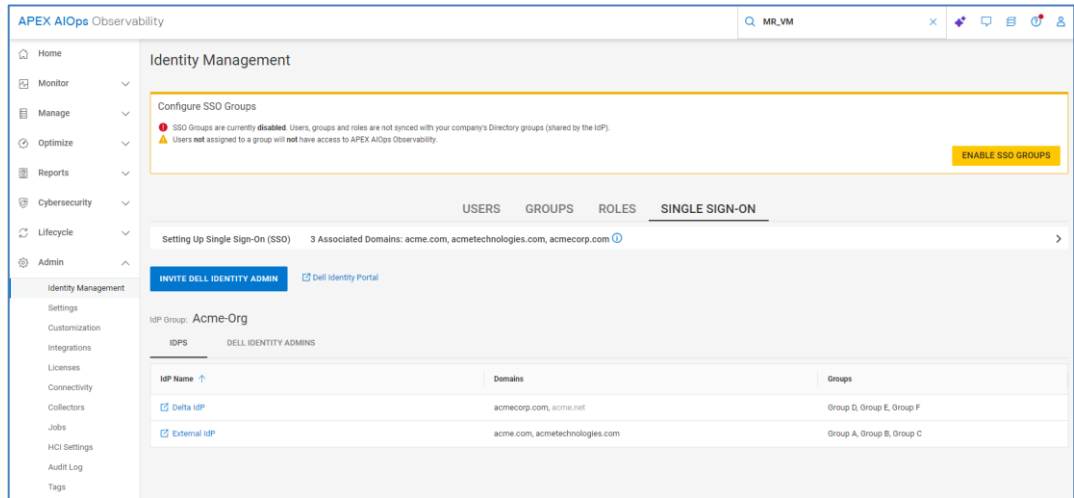 APEX AIOps Observability
MR_VM
Home
Monitor
Manage
Optimize
Reports
Cybersecurity
Lifecycle
Admin
Identity Management
Settings
Customization
Integrations
Licenses
Connectivity
Collectors
Jobs
HCI Settings
Audit Log
Tags
Identity Management
Configure SSO Groups
SSO Groups are currently disabled. Users, groups and roles are not synced with your company's Directory groups (shared by the IdP).
Users not assigned to a group will not have access to APEX AIOps Observability.
ENABLE SSO GROUPS
USERS GROUPS ROLES SINGLE SIGN-ON
Setting Up Single Sign-On (SSO) 3 Associated Domains: acme.com, acmetechnologies.com, acmecorp.com
INVITE DELL IDENTITY ADMIN Dell Identity Portal
IdP Group: Acme-Org
IDPS DELL IDENTITY ADMINS
IdP Name Domains Groups
Delta IdP acmecorp.com, acme.net Group D, Group E, Group F
External IdP acme.com, acmetechnologies.com Group A, Group B, Group C